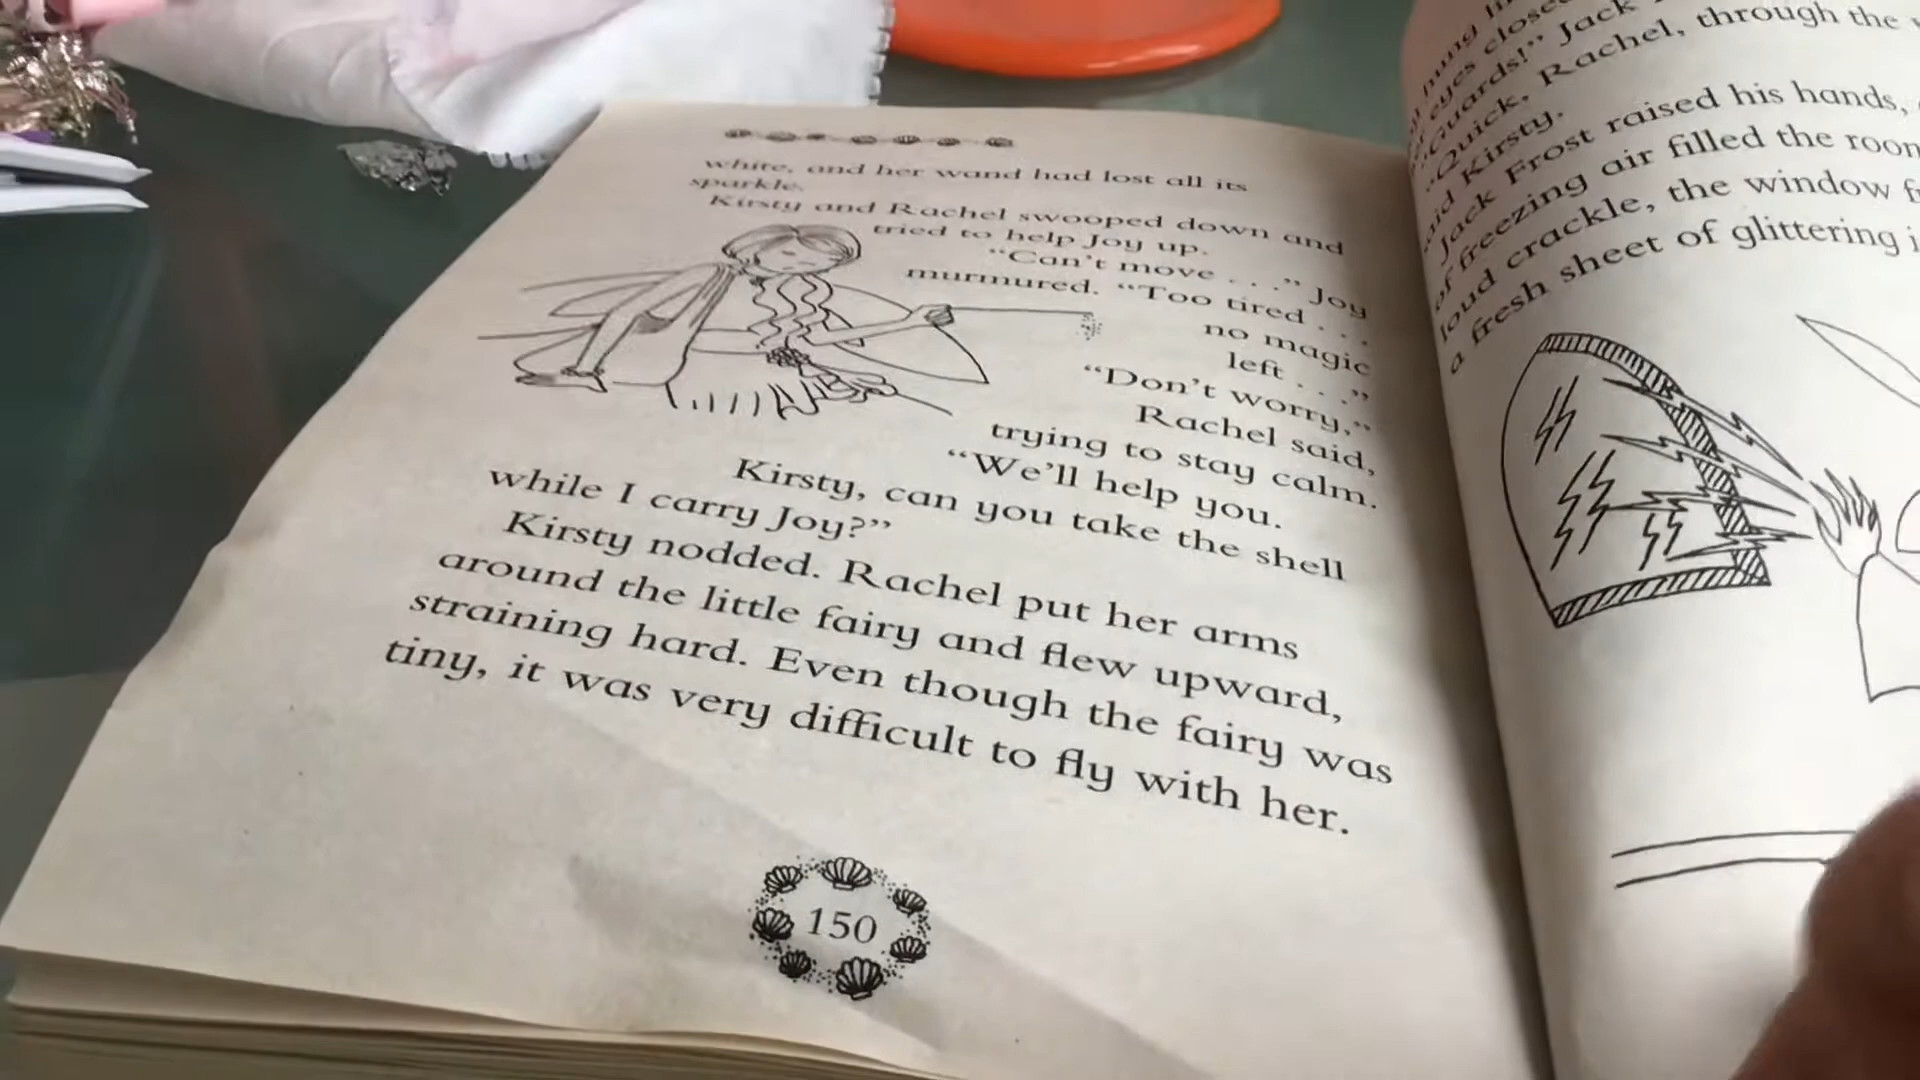 white, and her wand had lost all its
sparkle.
Kirsty and Rachel swooped down and
tried to help Joy up.
“Can’t move . . .” Joy
murmured. “Too tired . . .
no magic
left . . .”
“Don’t worry,”
Rachel said,
trying to stay calm.
“We’ll help you.
Kirsty, can you take the shell
while I carry Joy?”
Kirsty nodded. Rachel put her arms
around the little fairy and flew upward,
straining hard. Even though the fairy was
tiny, it was very difficult to fly with her.
150
hung
eyes closed
“Guards!” Jack
“Quick, Rachel, through the
said Kirsty.
Jack Frost raised his hands,
of freezing air filled the room
loud crackle, the window
a fresh sheet of glittering